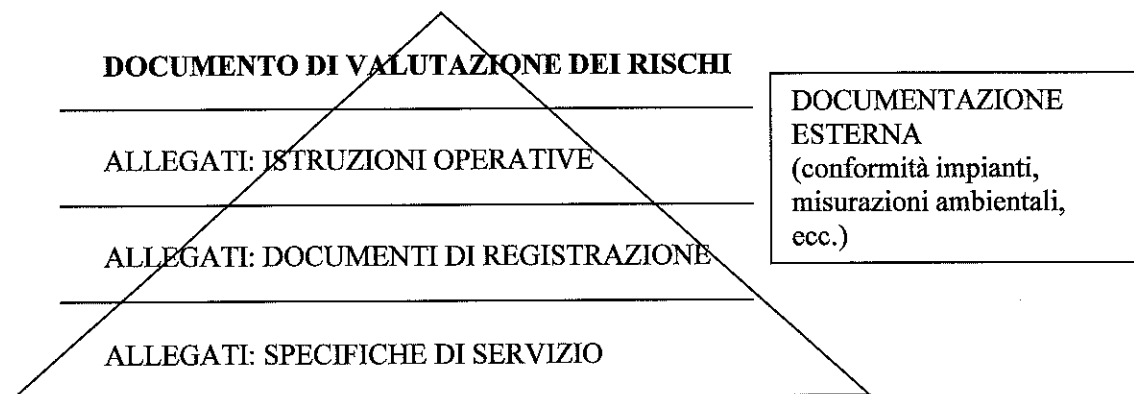 DOCUMENTO DI VALUTAZIONE DEI RISCHI
ALLEGATI: ISTRUZIONI OPERATIVE
ALLEGATI: DOCUMENTI DI REGISTRAZIONE
ALLEGATI: SPECIFICHE DI SERVIZIO
DOCUMENTAZIONE
ESTERNA
(conformità impianti,
misurazioni ambientali,
ecc.)